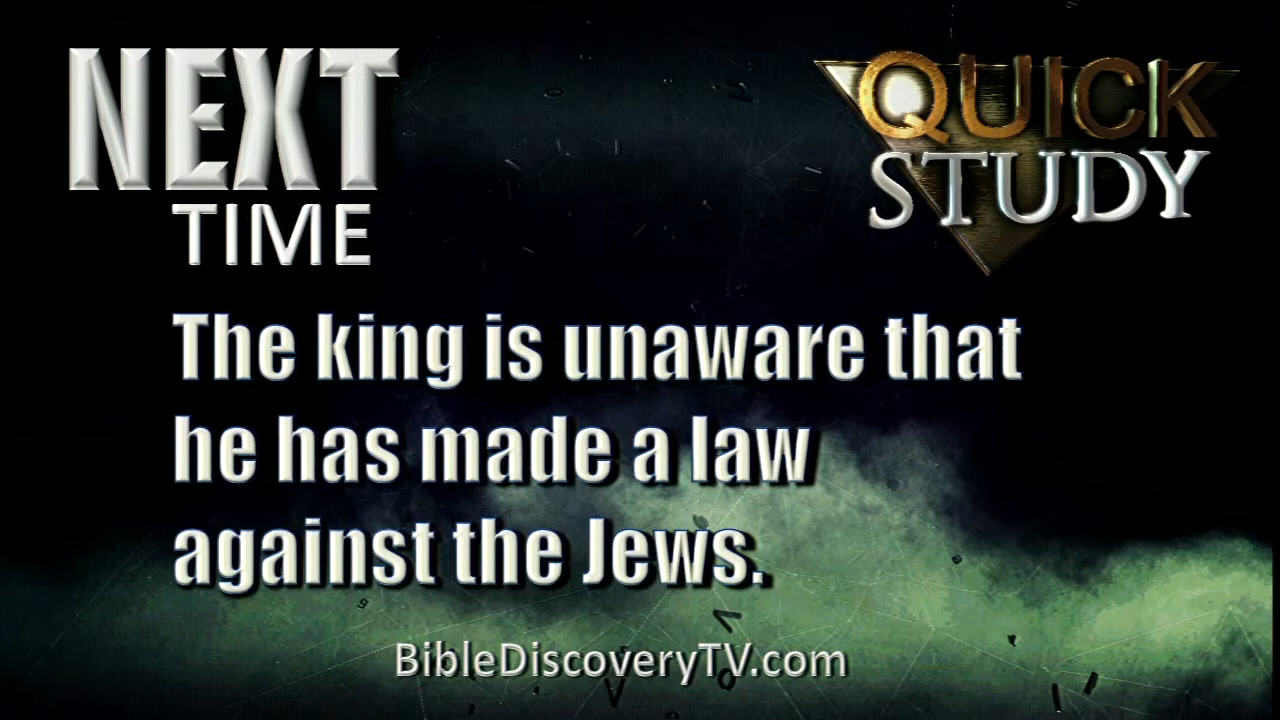 NEXT
TIME
QUICK
STUDY
The king is unaware that
he has made a law
against the Jews.
BibleDiscoveryTV.com